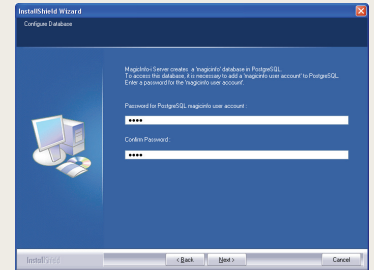 InstallShield Wizard
Configure Database
MagicInfo-i Server creates a 'magicinfo' database in PostgreSQL.
To access this database, it is necessary to add a 'magicinfo user account' to PostgreSQL.
Enter a password for the 'magicinfo user account'.
Password for PostgreSQL magicinfo user account :
••••
Confirm Password :
••••
InstallShield
< Back
Next >
Cancel